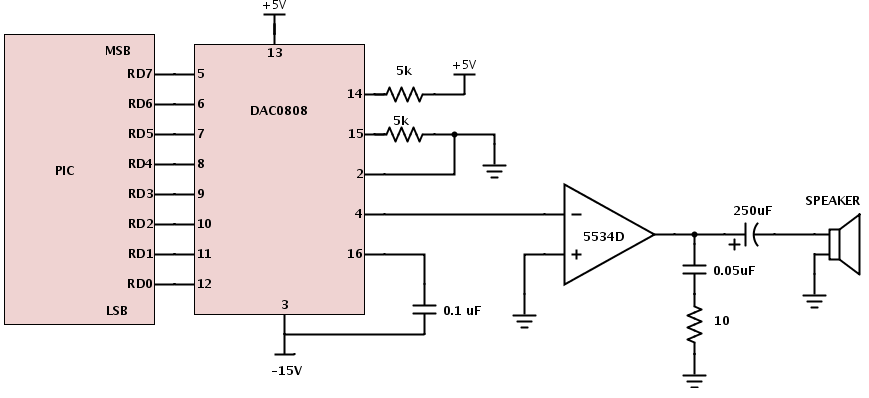 +5V
MSB
13
RD7 5
5k
+5V
14
RD6 6
DAC0808
5k
RD5 7
15
PIC
RD4 8
2
RD3 9
SPEAKER
4
250uF
RD2 10
5534D
−
+
+
RD1 11
16
0.05uF
RD0 12
3
0.1 uF
LSB
10
-15V